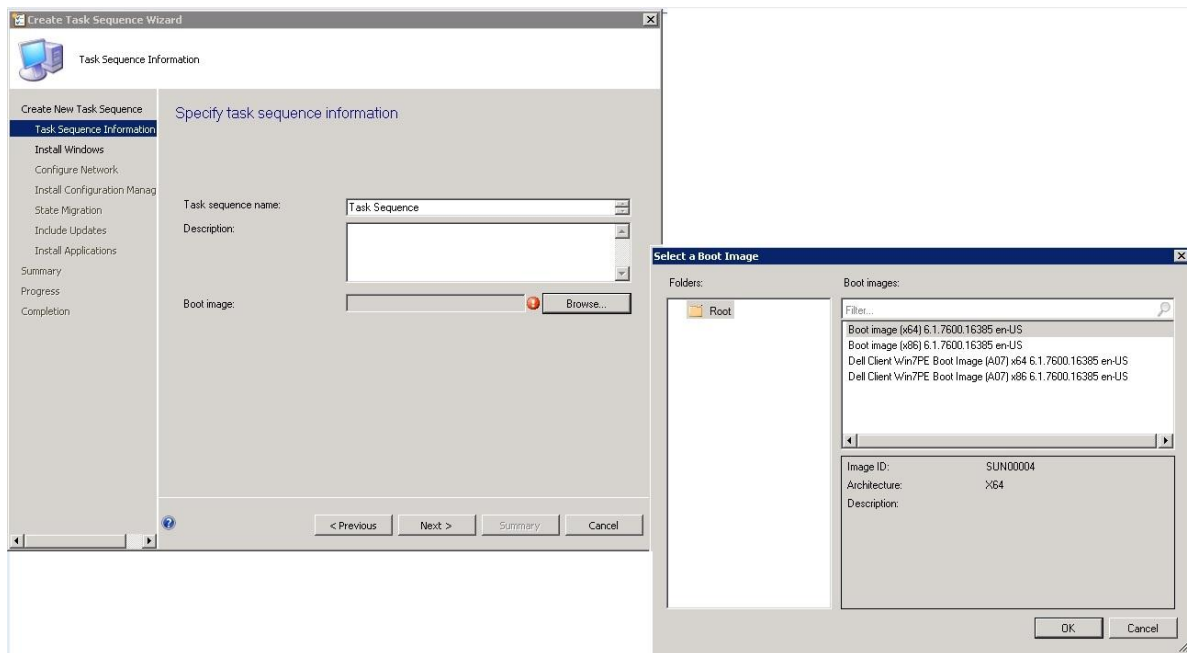 Create Task Sequence Wizard
Task Sequence Information
Create New Task Sequence
Task Sequence Information
Install Windows
Configure Network
Install Configuration Manag
State Migration
Include Updates
Install Applications
Summary
Progress
Completion
Specify task sequence information
Task sequence name:
Task Sequence
Description:
Boot image:
Browse...
< Previous
Next >
Summary
Cancel
Select a Boot Image
Folders:
Root
Boot images:
Filter...
Boot image (x64) 6.1.7600.16385 en-US
Boot image (x86) 6.1.7600.16385 en-US
Dell Client Win7PE Boot Image (A07) x64 6.1.7600.16385 en-US
Dell Client Win7PE Boot Image (A07) x86 6.1.7600.16385 en-US
Image ID: SUN00004
Architecture: X64
Description:
OK
Cancel